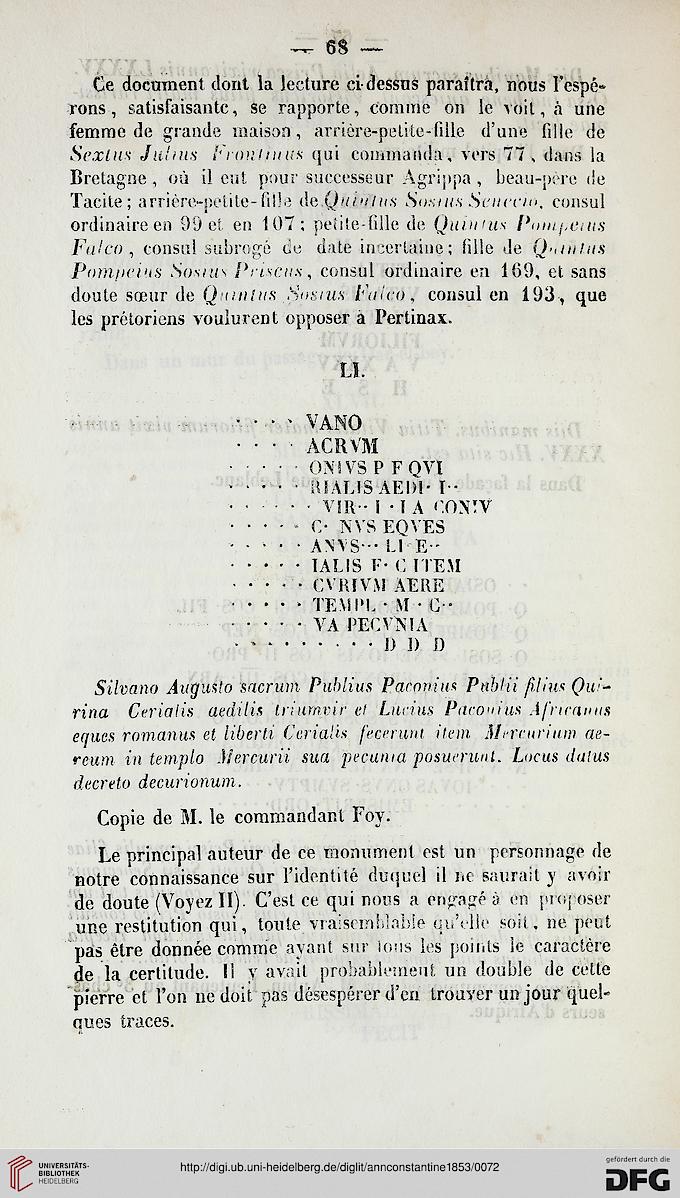 — 68 —
Ce document dont la lecture ci-dessus paraîtra, nous l'espé-
rons, satisfaisante, se rapporte, comme on le voit, à une
femme de grande maison, arrière-petite-fille d'une fille de
Sextus Julius Frontinus qui commanda, vers 77, dans la
Bretagne, où il eut pour successeur Agrippa, beau-père de
Tacite; arrière-petite-fille de Quintus Sosius Senecio, consul
ordinaire en 99 et en 107; petite-fille de Quintus Pompeius
Falco, consul subrogé de date incertaine; fille de Quintus
Pompeius Sosius Priscus, consul ordinaire en 169, et sans
doute sœur de Quintus Sosius Falco, consul en 193, que
les prétoriens voulurent opposer à Pertinax.
LI.
· · · · VANO
· · · · ACRVM
· · · · · ONIVS P F QVI
· · · · · RIALIS AEDI· I··
· · · · · · VIR·· I · I A CONIV
· · · · · C· NVS EQVES
· · · · · ANVS··· LI E··
· · · · · IALIS F· C ITEM
· · · · · CVRIVM AERE
· · · · · TEMPL · M · C··
· · · · · VA PECVNIA
· · · · · · · · · D D D
Silvano Augusto sacrum Publius Paconius Publii filius Qui-
rina Cerialis aedilis triumvir et Lucius Paconius Africanus
eques romanus et liberti Cerialis fecerunt item Mercurium ae-
reum in templo Mercurii sua pecunia posuerunt. Locus datus
decreto decurionum.
Copie de M. le commandant Foy.
Le principal auteur de ce monument est un personnage de
notre connaissance sur l'identité duquel il ne saurait y avoir
de doute (Voyez II). C'est ce qui nous a engagé à en proposer
une restitution qui, toute vraisemblable qu'elle soit, ne peut
pas être donnée comme ayant sur tous les points le caractère
de la certitude. Il y avait probablement un double de cette
pierre et l'on ne doit pas désespérer d'en trouver un jour quel-
ques traces.
UNIVERSITÄTS-
BIBLIOTHEK
HEIDELBERG
http://digi.ub.uni-heidelberg.de/diglit/annconstantine1853/0072
gefördert durch die
DFG